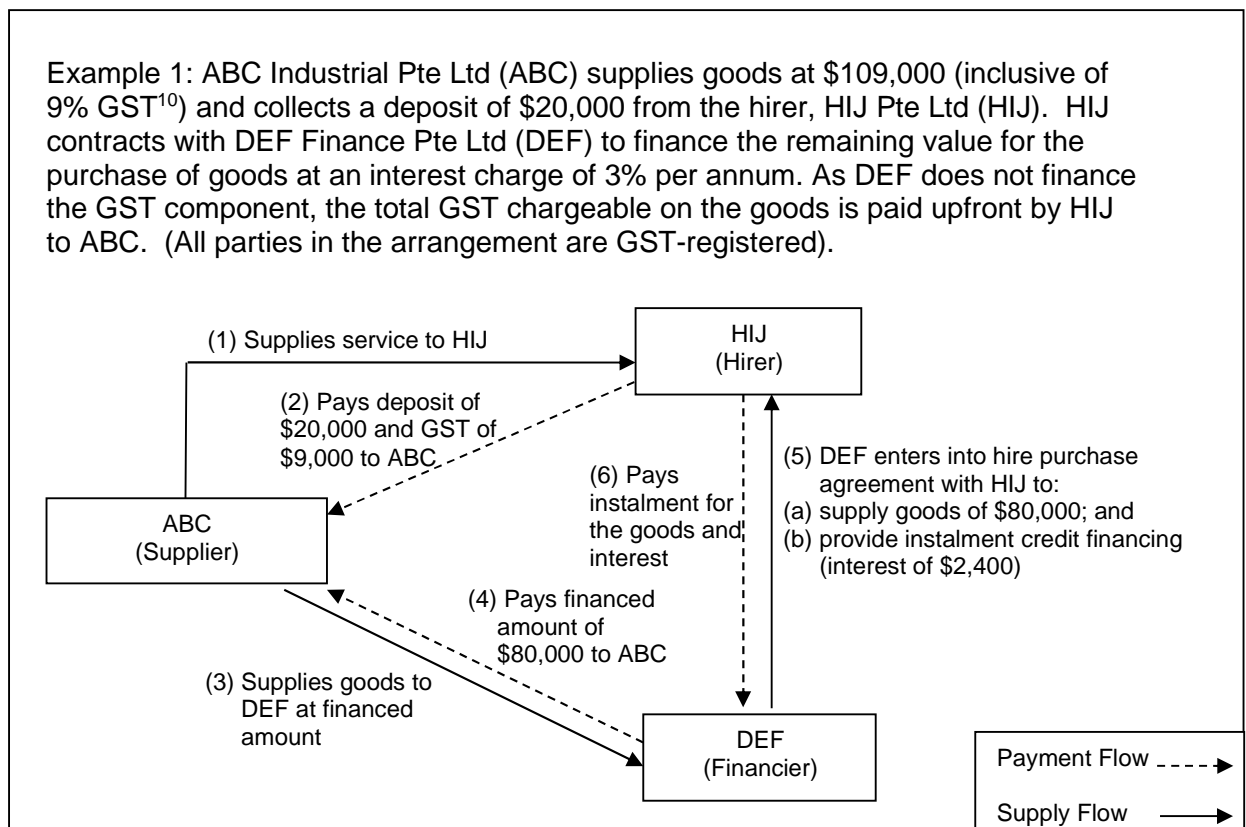 Example 1: ABC Industrial Pte Ltd (ABC) supplies goods at $109,000 (inclusive of
9% GST10) and collects a deposit of $20,000 from the hirer, HIJ Pte Ltd (HIJ). HIJ
contracts with DEF Finance Pte Ltd (DEF) to finance the remaining value for the
purchase of goods at an interest charge of 3% per annum. As DEF does not finance
the GST component, the total GST chargeable on the goods is paid upfront by HIJ
to ABC. (All parties in the arrangement are GST-registered).
(1) Supplies service to HIJ
HIJ
(Hirer)
(2) Pays deposit of
$20,000 and GST of
$9,000 to ABC
ABC
(Supplier)
(6) Pays
instalment for
the goods and
interest
(5) DEF enters into hire purchase
agreement with HIJ to:
(a) supply goods of $80,000; and
(b) provide instalment credit financing
(interest of $2,400)
(4) Pays financed
amount of
$80,000 to ABC
(3) Supplies goods to
DEF at financed
amount
DEF
(Financier)
Payment Flow
Supply Flow